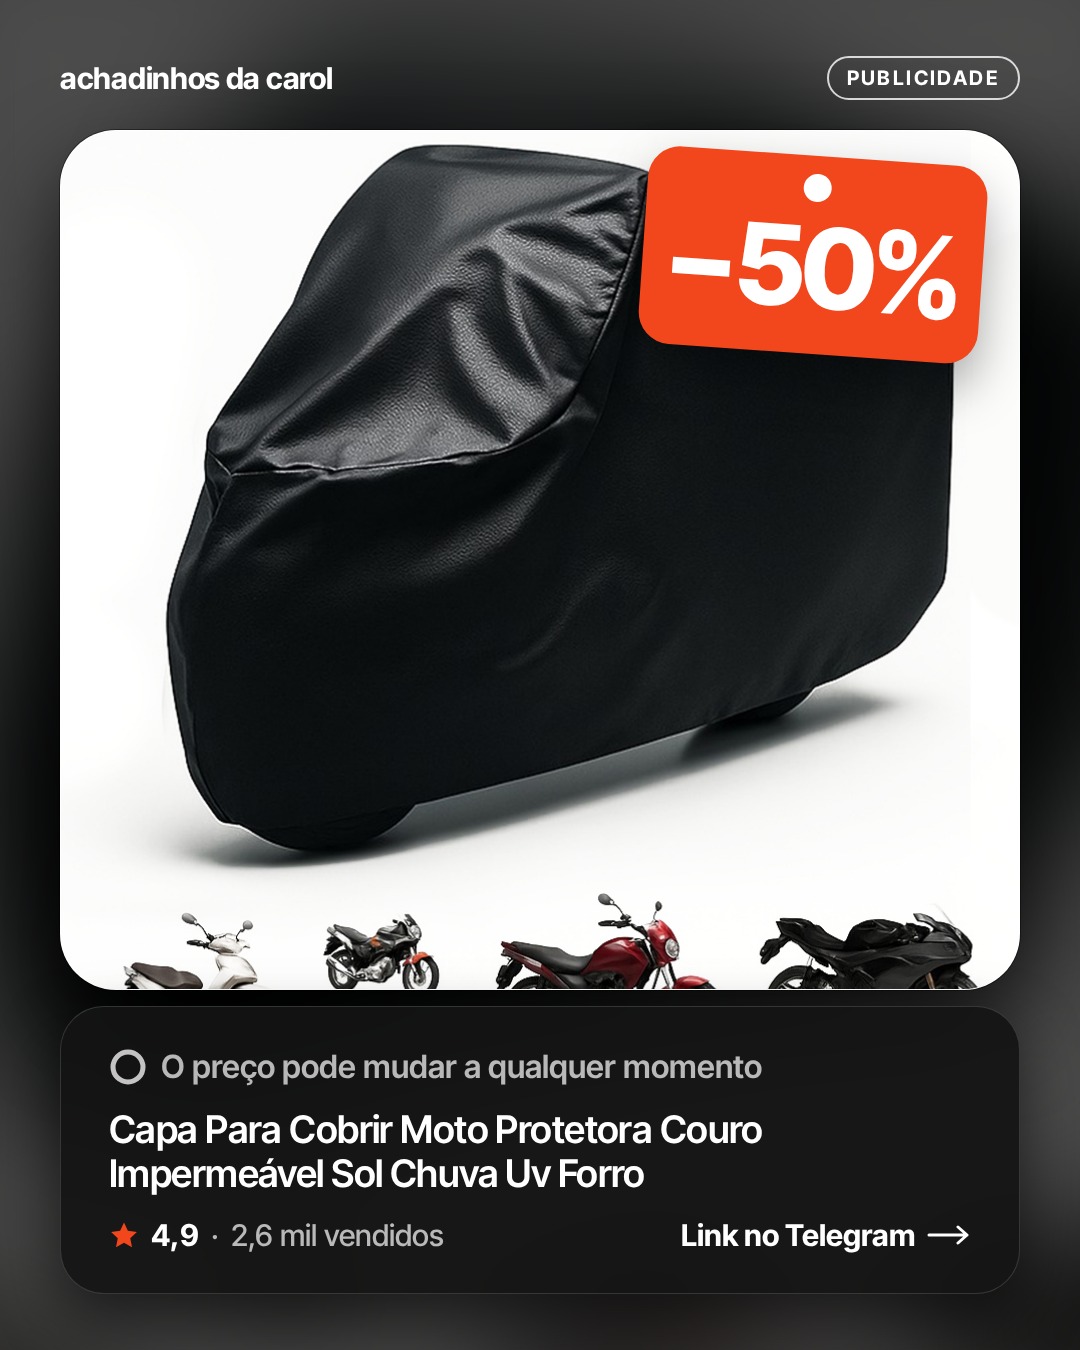 achadinhos da carol
PUBLICIDADE
–50%
O preço pode mudar a qualquer momento
Capa Para Cobrir Moto Protetora Couro
Impermeável Sol Chuva Uv Forro
4,9 · 2,6 mil vendidos
Link no Telegram →